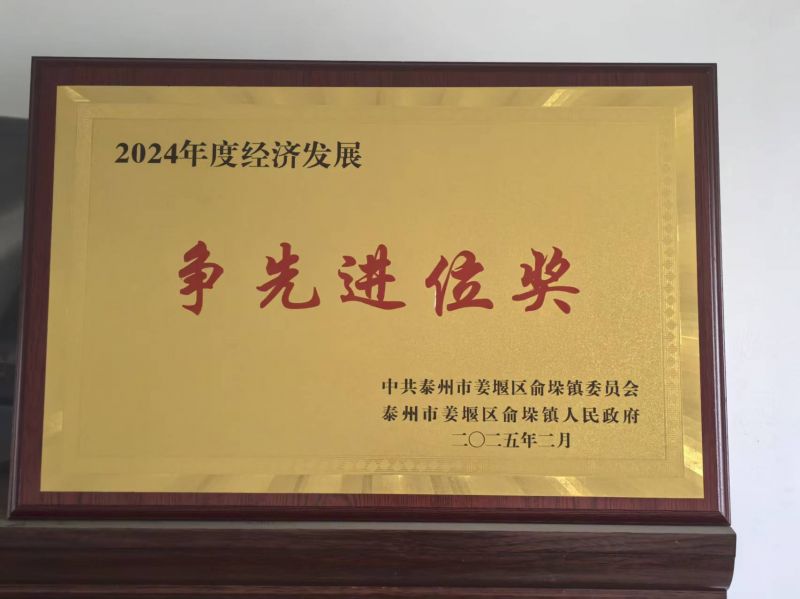 2024年度经济发展
争先进位奖
中共泰州市姜堰区俞垛镇委员会
泰州市姜堰区俞垛镇人民政府
二〇二五年二月